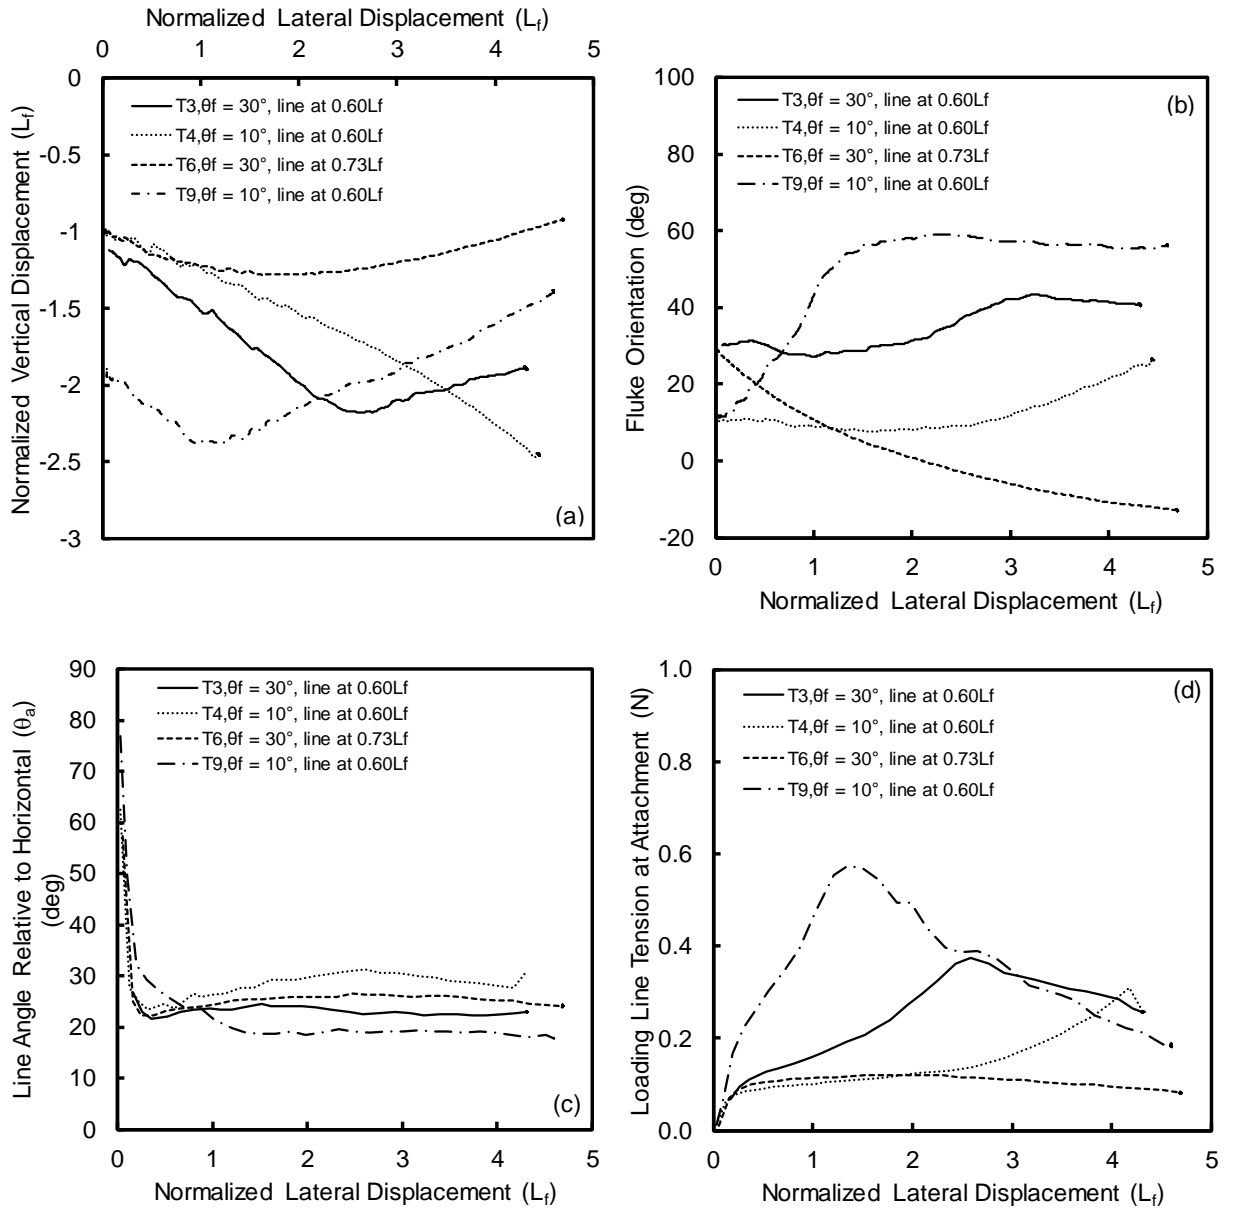 Normalized Lateral Displacement (Lf)
0 1 2 3 4 5
Normalized Vertical Displacement (Lf)
0
-0.5
-1
-1.5
-2
-2.5
-3
T3,θf = 30°, line at 0.60Lf
T4,θf = 10°, line at 0.60Lf
T6,θf = 30°, line at 0.73Lf
T9,θf = 10°, line at 0.60Lf
(a)
Fluke Orientation (deg)
100
80
60
40
20
0
-20
T3,θf = 30°, line at 0.60Lf
T4,θf = 10°, line at 0.60Lf
T6,θf = 30°, line at 0.73Lf
T9,θf = 10°, line at 0.60Lf
(b)
0 1 2 3 4 5
Normalized Lateral Displacement (Lf)
Line Angle Relative to Horizontal (θa)
(deg)
90
80
70
60
50
40
30
20
10
0
T3,θf = 30°, line at 0.60Lf
T4,θf = 10°, line at 0.60Lf
T6,θf = 30°, line at 0.73Lf
T9,θf = 10°, line at 0.60Lf
(c)
0 1 2 3 4 5
Normalized Lateral Displacement (Lf)
Loading Line Tension at Attachment (N)
1.0
0.8
0.6
0.4
0.2
0.0
T3,θf = 30°, line at 0.60Lf
T4,θf = 10°, line at 0.60Lf
T6,θf = 30°, line at 0.73Lf
T9,θf = 10°, line at 0.60Lf
(d)
0 1 2 3 4 5
Normalized Lateral Displacement (Lf)